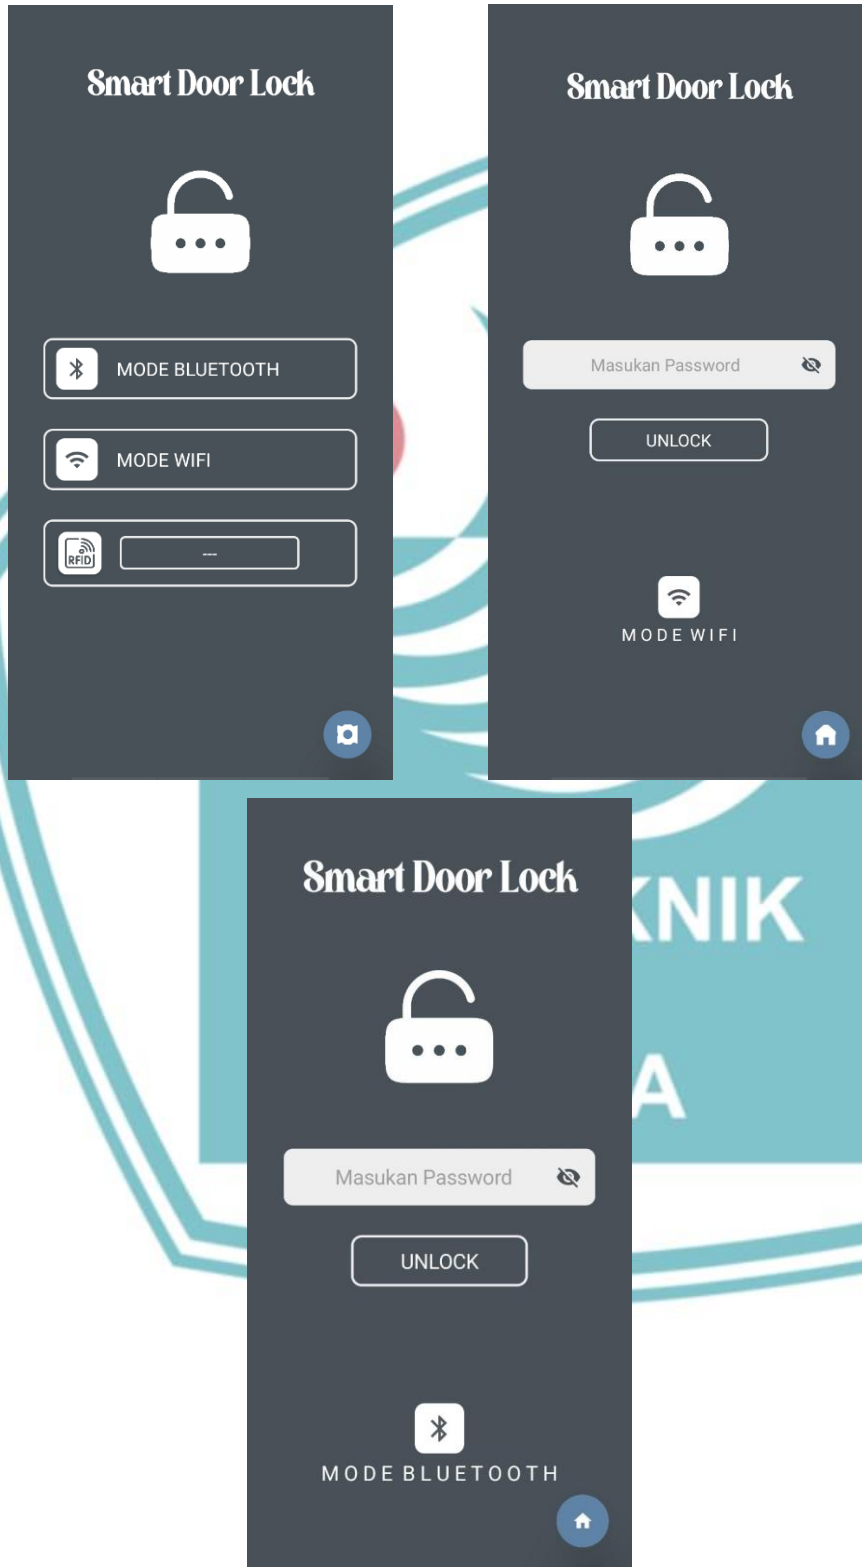 Smart Door Lock
MODE BLUETOOTH
MODE WIFI
RFID
---
Smart Door Lock
Masukan Password
UNLOCK
MODE WIFI
KNIK
A
Smart Door Lock
Masukan Password
UNLOCK
MODE BLUETOOTH